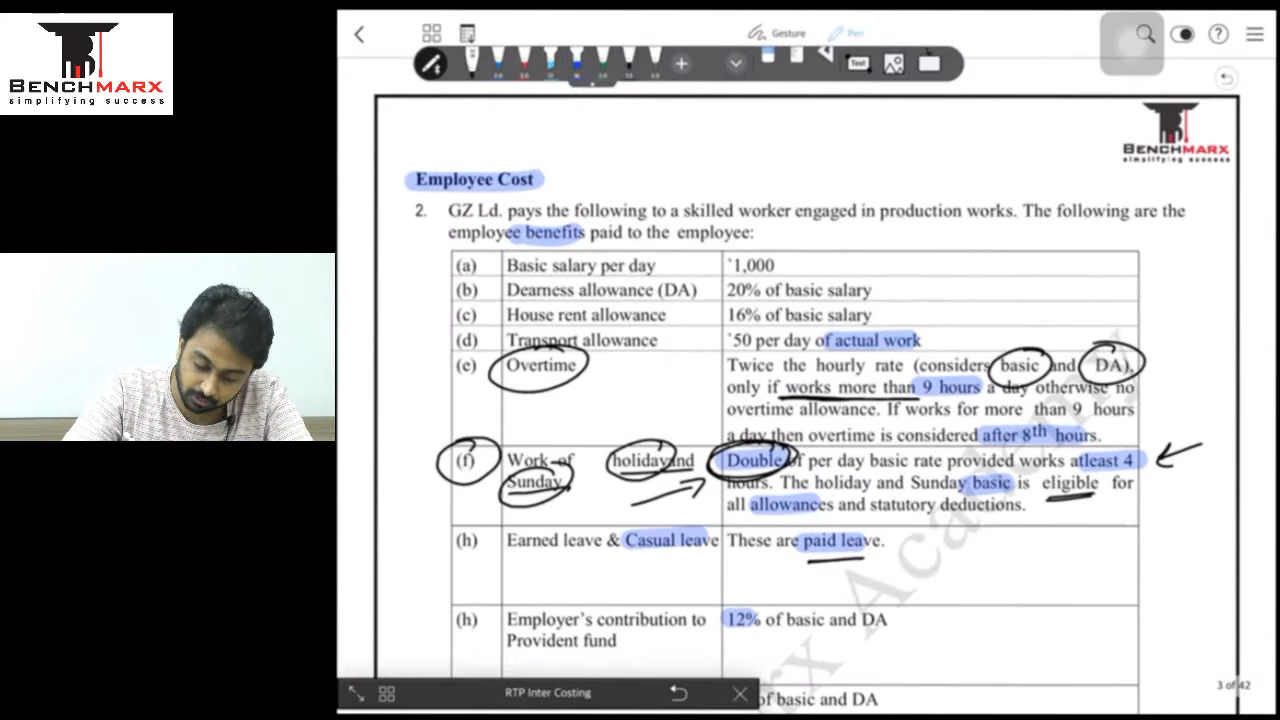 BENCHMARX
simplifying success
Gesture
Pen
Text
BENCHMARX
simplifying success
Employee Cost
2. GZ Ld. pays the following to a skilled worker engaged in production works. The following are the
employee benefits paid to the employee:
(a) Basic salary per day `1,000
(b) Dearness allowance (DA) 20% of basic salary
(c) House rent allowance 16% of basic salary
(d) Transport allowance `50 per day of actual work
(e) Overtime Twice the hourly rate (considers basic and DA),
only if works more than 9 hours a day otherwise no
overtime allowance. If works for more than 9 hours
a day then overtime is considered after 8th hours.
(f) Work of holiday and Double of per day basic rate provided works atleast 4
Sunday hours. The holiday and Sunday basic is eligible for
all allowances and statutory deductions.
(h) Earned leave & Casual leave These are paid leave.
(h) Employer's contribution to 12% of basic and DA
Provident fund
of basic and DA
RTP Inter Costing
3 of 42